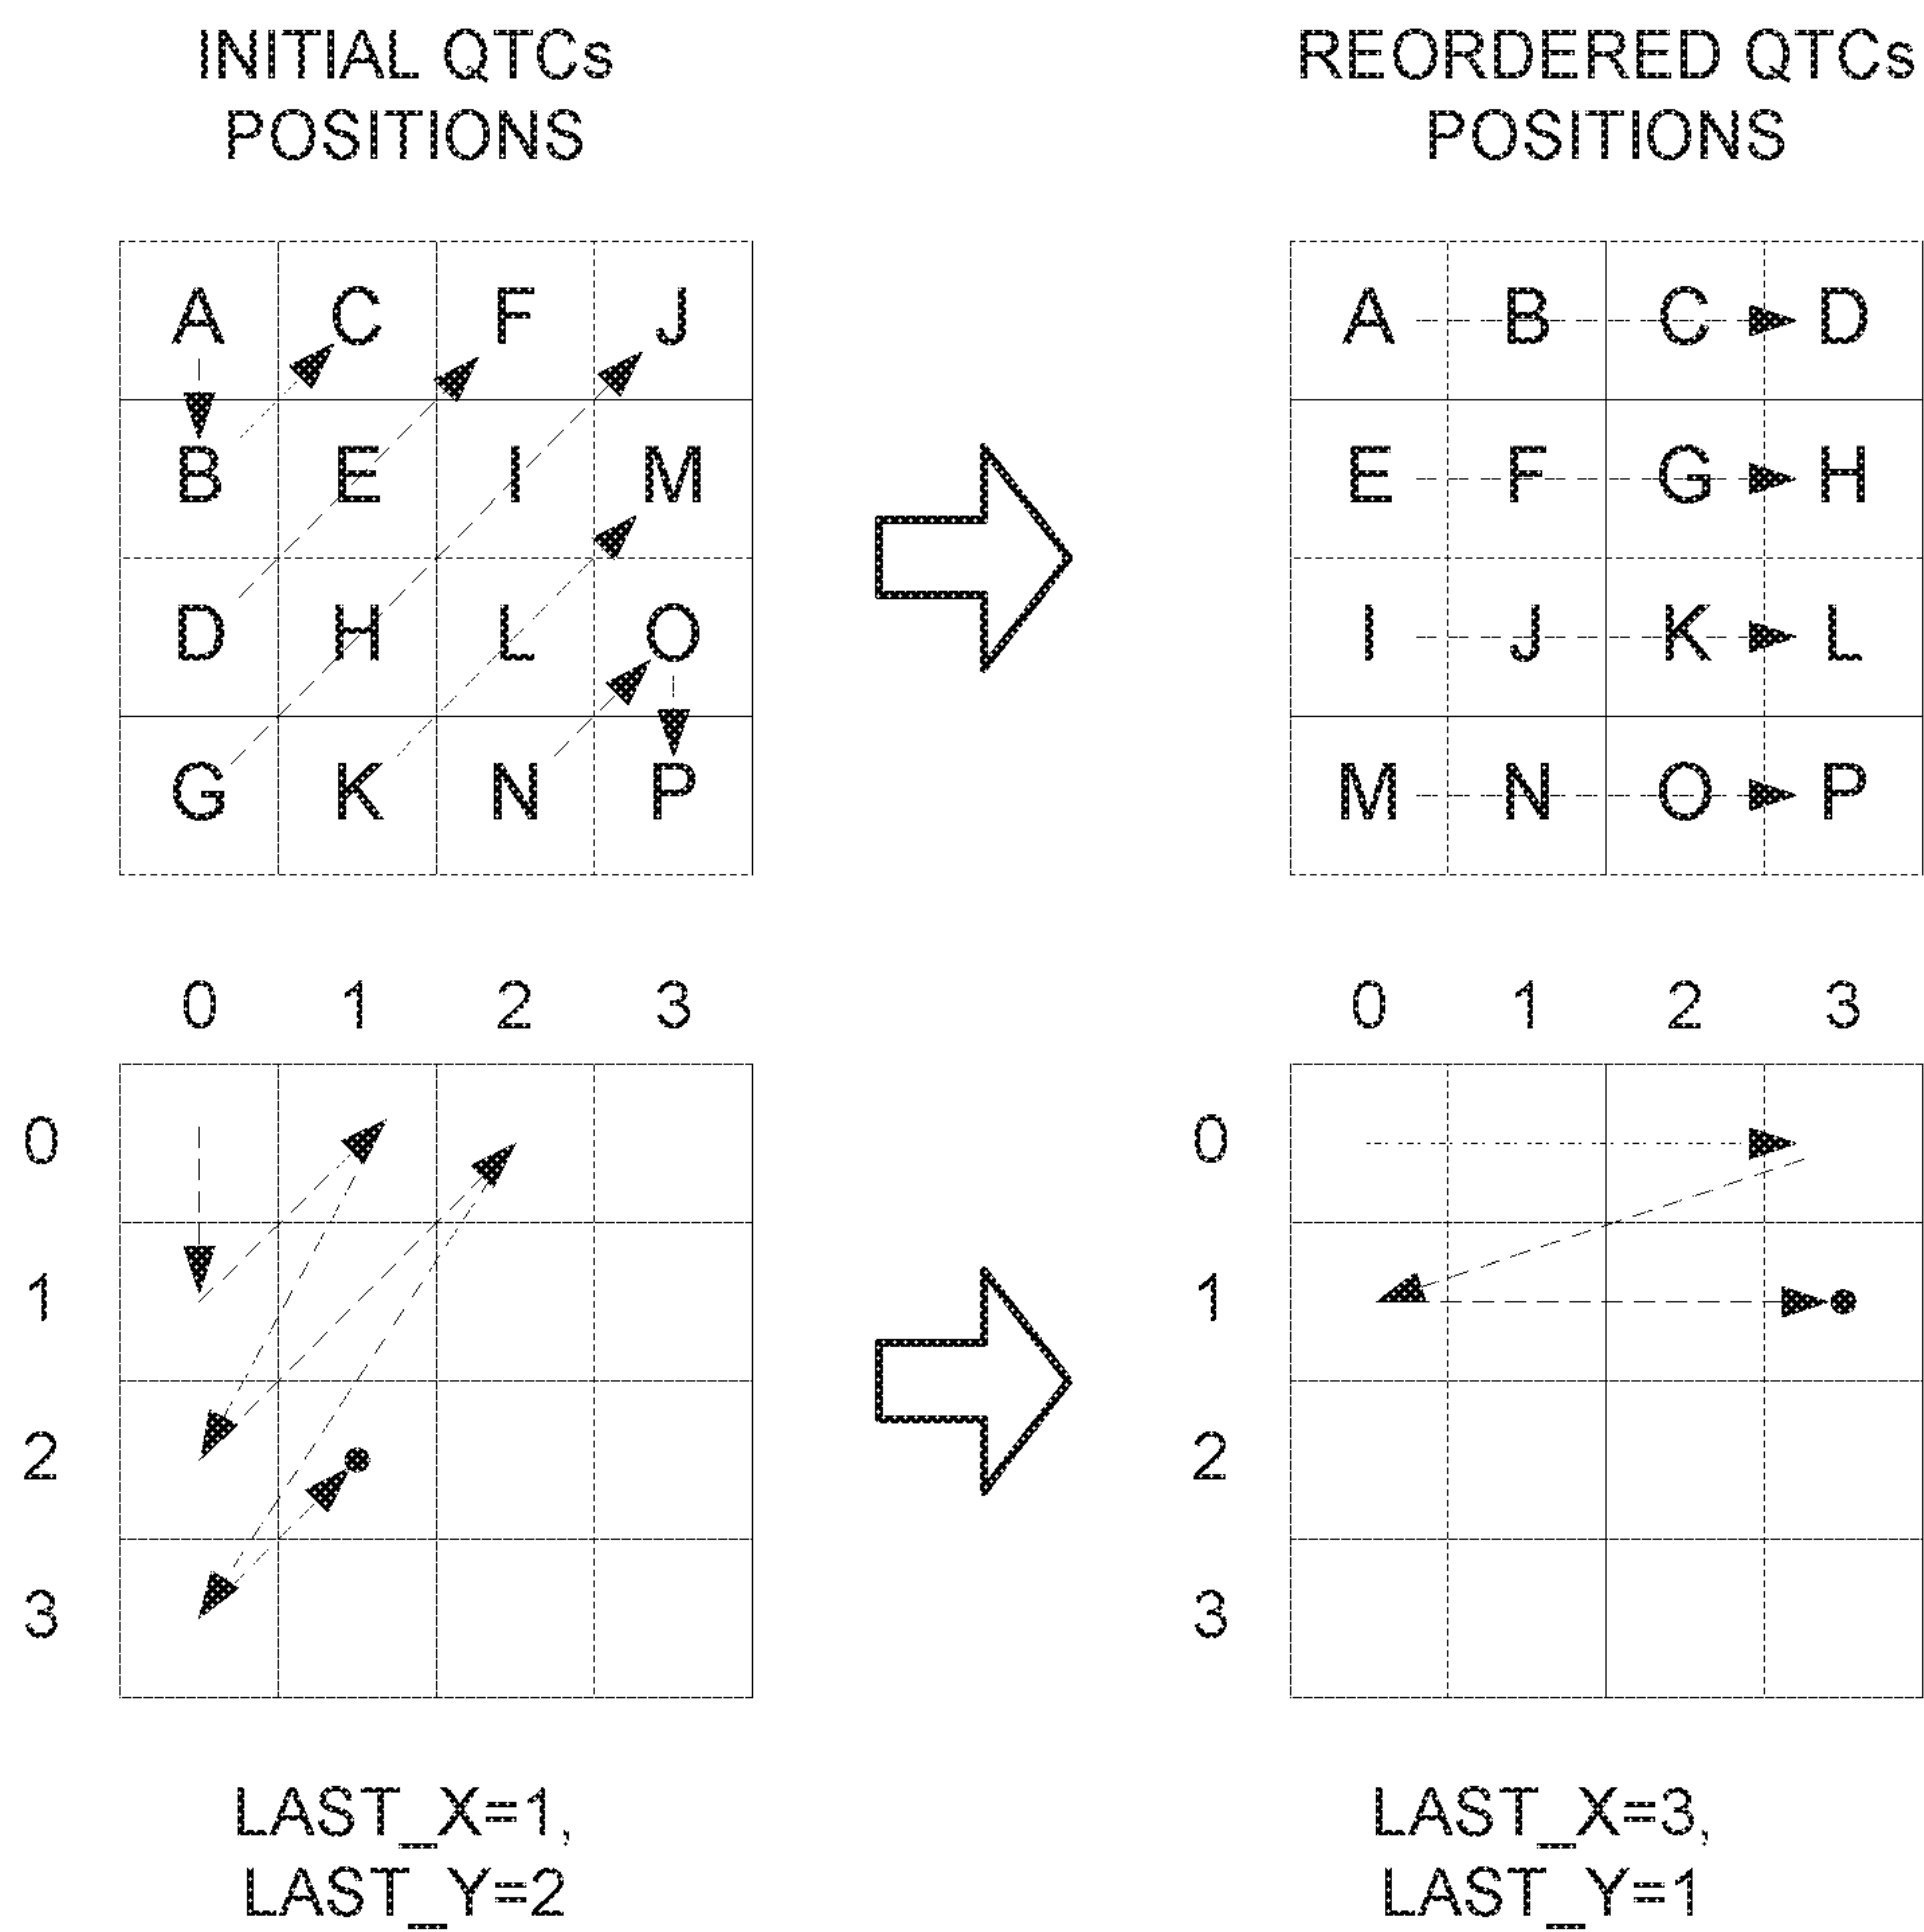 INITIAL QTCs
POSITIONS
REORDERED QTCs
POSITIONS
A C F J
B E I M
D H L O
G K N P
A B C D
E F G H
I J K L
M N O P
0 1 2 3
0
1
2
3
LAST_X=1,
LAST_Y=2
0 1 2 3
0
1
2
3
LAST_X=3,
LAST_Y=1